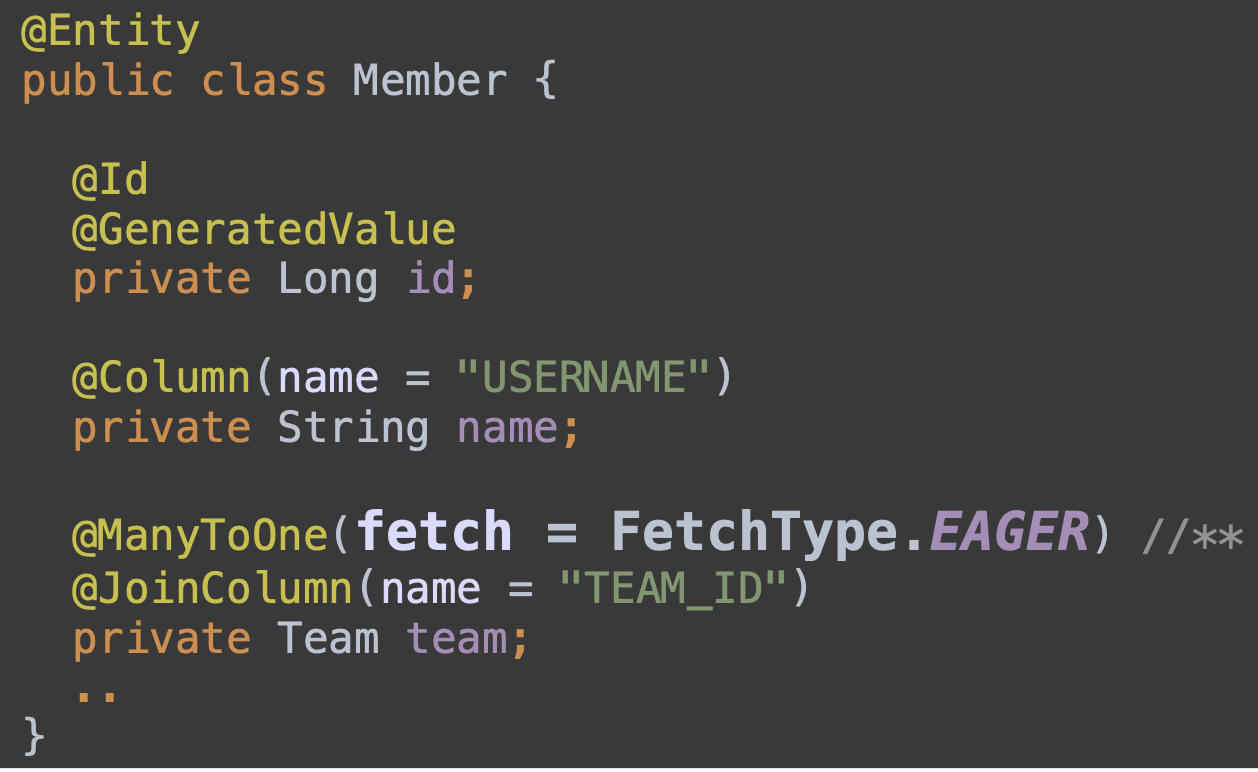 @Entity
public class Member {
@Id
@GeneratedValue
private Long id;
@Column(name = "USERNAME")
private String name;
@ManyToOne(fetch = FetchType.EAGER) //**
@JoinColumn(name = "TEAM_ID")
private Team team;
..
}